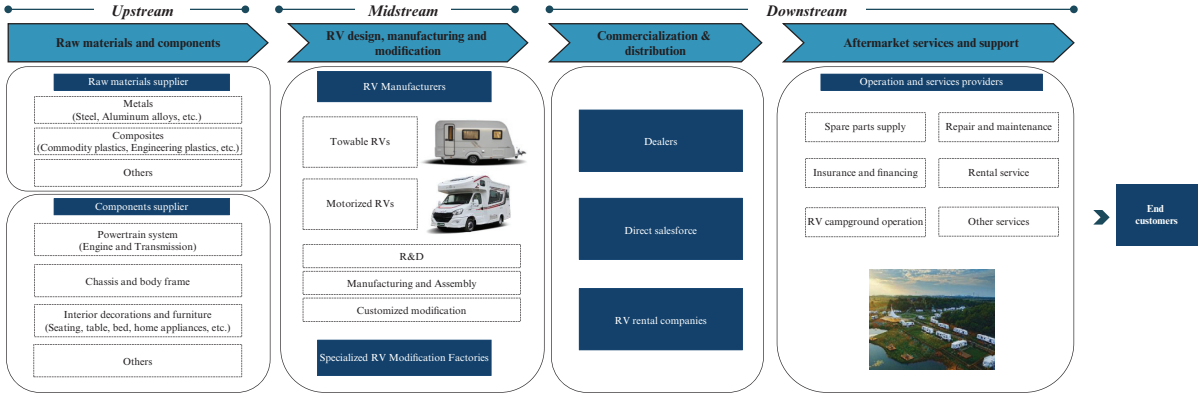 Upstream
Midstream
Downstream
Raw materials and components
RV design, manufacturing and
modification
Commercialization &
distribution
Aftermarket services and support
Raw materials supplier
Metals
(Steel, Aluminum alloys, etc.)
Composites
(Commodity plastics, Engineering plastics, etc.)
Others
Components supplier
Powertrain system
(Engine and Transmission)
Chassis and body frame
Interior decorations and furniture
(Seating, table, bed, home appliances, etc.)
Others
RV Manufacturers
Towable RVs
Motorized RVs
R&D
Manufacturing and Assembly
Customized modification
Specialized RV Modification Factories
Dealers
Direct salesforce
RV rental companies
Operation and services providers
Spare parts supply
Repair and maintenance
Insurance and financing
Rental service
RV campground operation
Other services
End
customers